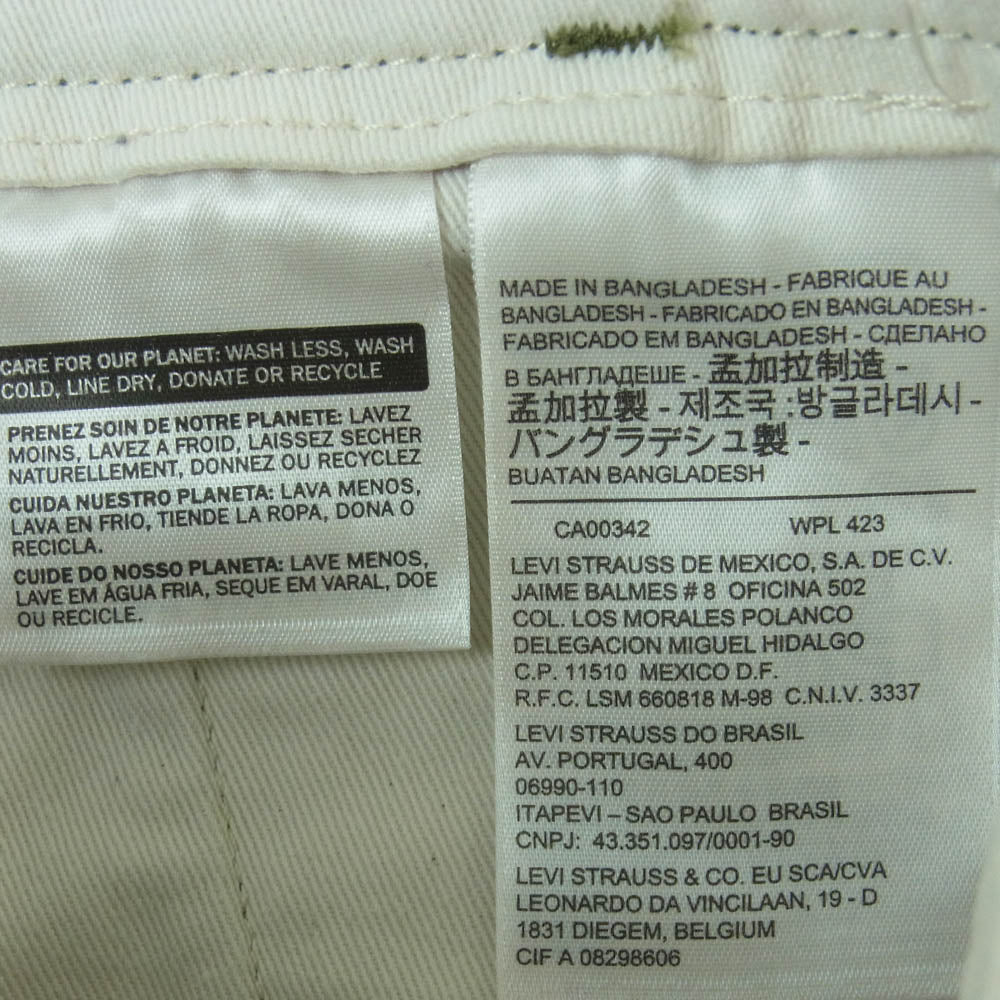 CARE FOR OUR PLANET: WASH LESS, WASH
COLD, LINE DRY, DONATE OR RECYCLE
PRENEZ SOIN DE NOTRE PLANETE: LAVEZ
MOINS, LAVEZ A FROID, LAISSEZ SECHER
NATURELLEMENT, DONNEZ OU RECYCLEZ
CUIDA NUESTRO PLANETA: LAVA MENOS,
LAVA EN FRIO, TIENDE LA ROPA, DONA O
RECICLA.
CUIDE DO NOSSO PLANETA: LAVE MENOS,
LAVE EM ÁGUA FRIA, SEQUE EM VARAL, DOE
OU RECICLE.
MADE IN BANGLADESH - FABRIQUE AU
BANGLADESH - FABRICADO EN BANGLADESH -
FABRICADO EM BANGLADESH - СДЕЛАНО
В БАНГЛАДЕШЕ - 孟加拉制造 -
孟加拉製 - 제조국 :방글라데시 -
バングラデシュ製 -
BUATAN BANGLADESH
CA00342 WPL 423
LEVI STRAUSS DE MEXICO, S.A. DE C.V.
JAIME BALMES # 8 OFICINA 502
COL. LOS MORALES POLANCO
DELEGACION MIGUEL HIDALGO
C.P. 11510 MEXICO D.F.
R.F.C. LSM 660818 M-98 C.N.I.V. 3337
LEVI STRAUSS DO BRASIL
AV. PORTUGAL, 400
06990-110
ITAPEVI – SAO PAULO BRASIL
CNPJ: 43.351.097/0001-90
LEVI STRAUSS & CO. EU SCA/CVA
LEONARDO DA VINCILAAN, 19 - D
1831 DIEGEM, BELGIUM
CIF A 08298606